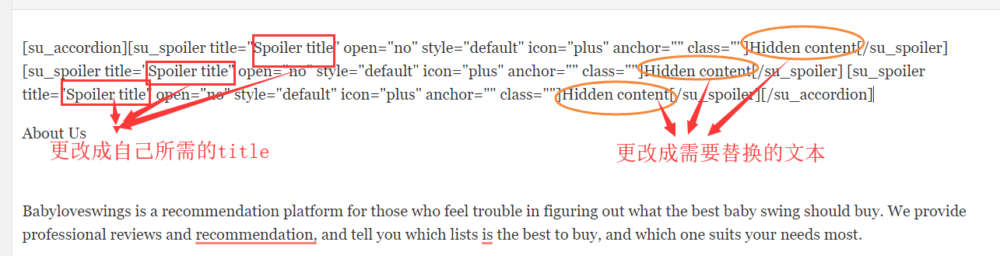 [su_accordion][su_spoiler title="Spoiler title" open="no" style="default" icon="plus" anchor="" class=""]Hidden content[/su_spoiler]
[su_spoiler title="Spoiler title" open="no" style="default" icon="plus" anchor="" class=""]Hidden content[/su_spoiler] [su_spoiler
title="Spoiler title" open="no" style="default" icon="plus" anchor="" class=""]Hidden content[/su_spoiler][/su_accordion]
About Us
更改成自己所需的title
更改成需要替换的文本
Babyloveswings is a recommendation platform for those who feel trouble in figuring out what the best baby swing should buy. We provide
professional reviews and recommendation, and tell you which lists is the best to buy, and which one suits your needs most.